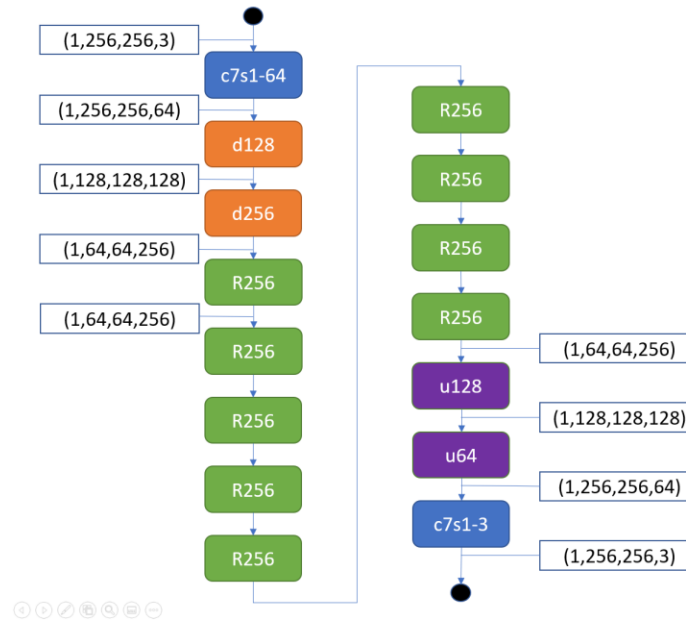 (1,256,256,3)
c7s1-64
(1,256,256,64)
d128
(1,128,128,128)
d256
(1,64,64,256)
R256
(1,64,64,256)
R256
R256
R256
R256
R256
R256
R256
R256
(1,64,64,256)
u128
(1,128,128,128)
u64
(1,256,256,64)
c7s1-3
(1,256,256,3)